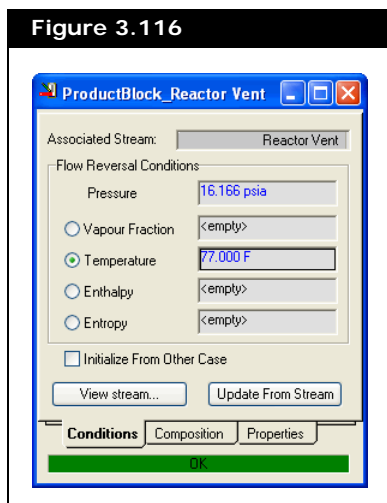 Figure 3.116
ProductBlock_Reactor Vent
Associated Stream: Reactor Vent
Flow Reversal Conditions
Pressure 16.166 psia
Vapour Fraction <empty>
Temperature 77.000 F
Enthalpy <empty>
Entropy <empty>
Initialize From Other Case
View stream... Update From Stream
Conditions Composition Properties
OK